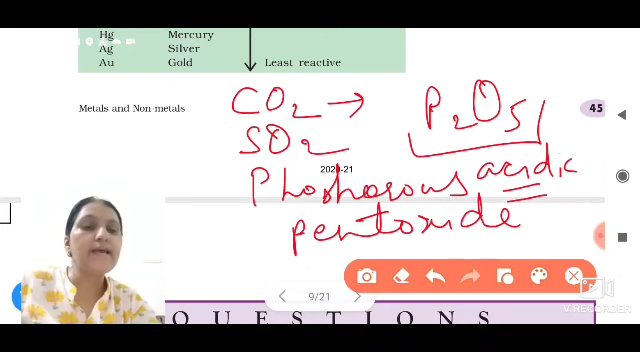 Hg Mercury
Ag Silver
Au Gold Least reactive
Metals and Non-metals 45
CO2 → P2O5
SO2
2020-21
acidic
Phosphorous
pentoxide
9/21
V RECORDER
QUESTIONS